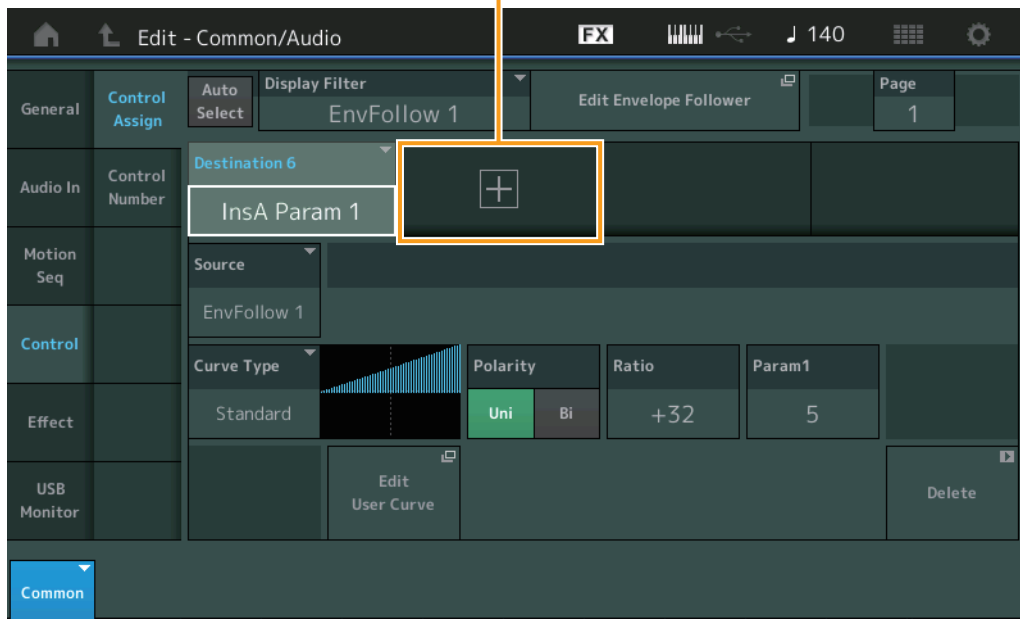 Edit - Common/Audio FX 140
General
Control Assign
Auto Select
Display Filter
EnvFollow 1
Edit Envelope Follower
Page
1
Audio In
Control Number
Destination 6
InsA Param 1
Motion Seq
Source
EnvFollow 1
Control
Curve Type
Standard
Polarity
Uni Bi
Ratio
+32
Param1
5
Effect
USB Monitor
Edit
User Curve
Delete
Common